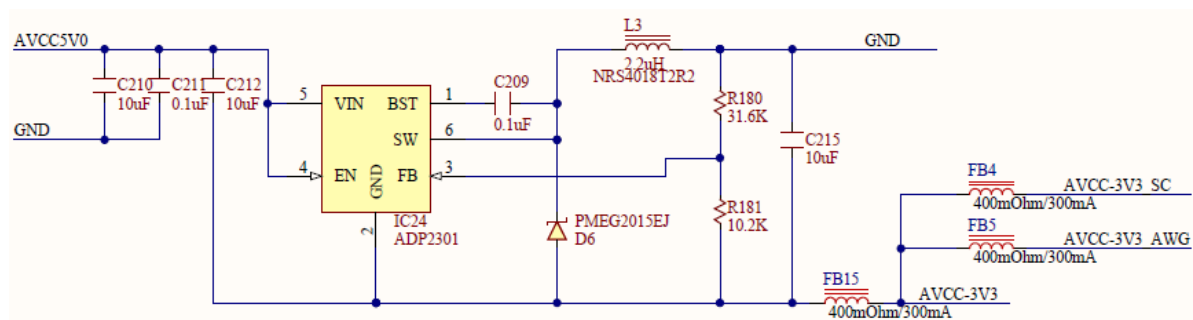 AVCC5V0
C210
10uF
C211
0.1uF
C212
10uF
GND
5
VIN
BST
1
C209
0.1uF
SW
6
4
EN
GND
FB
3
2
IC24
ADP2301
L3
2.2uH
NRS4018T2R2
GND
R180
31.6K
C215
10uF
R181
10.2K
PMEG2015EJ
D6
FB4
AVCC-3V3_SC
400mOhm/300mA
FB5
AVCC-3V3_AWG
400mOhm/300mA
FB15
AVCC-3V3
400mOhm/300mA